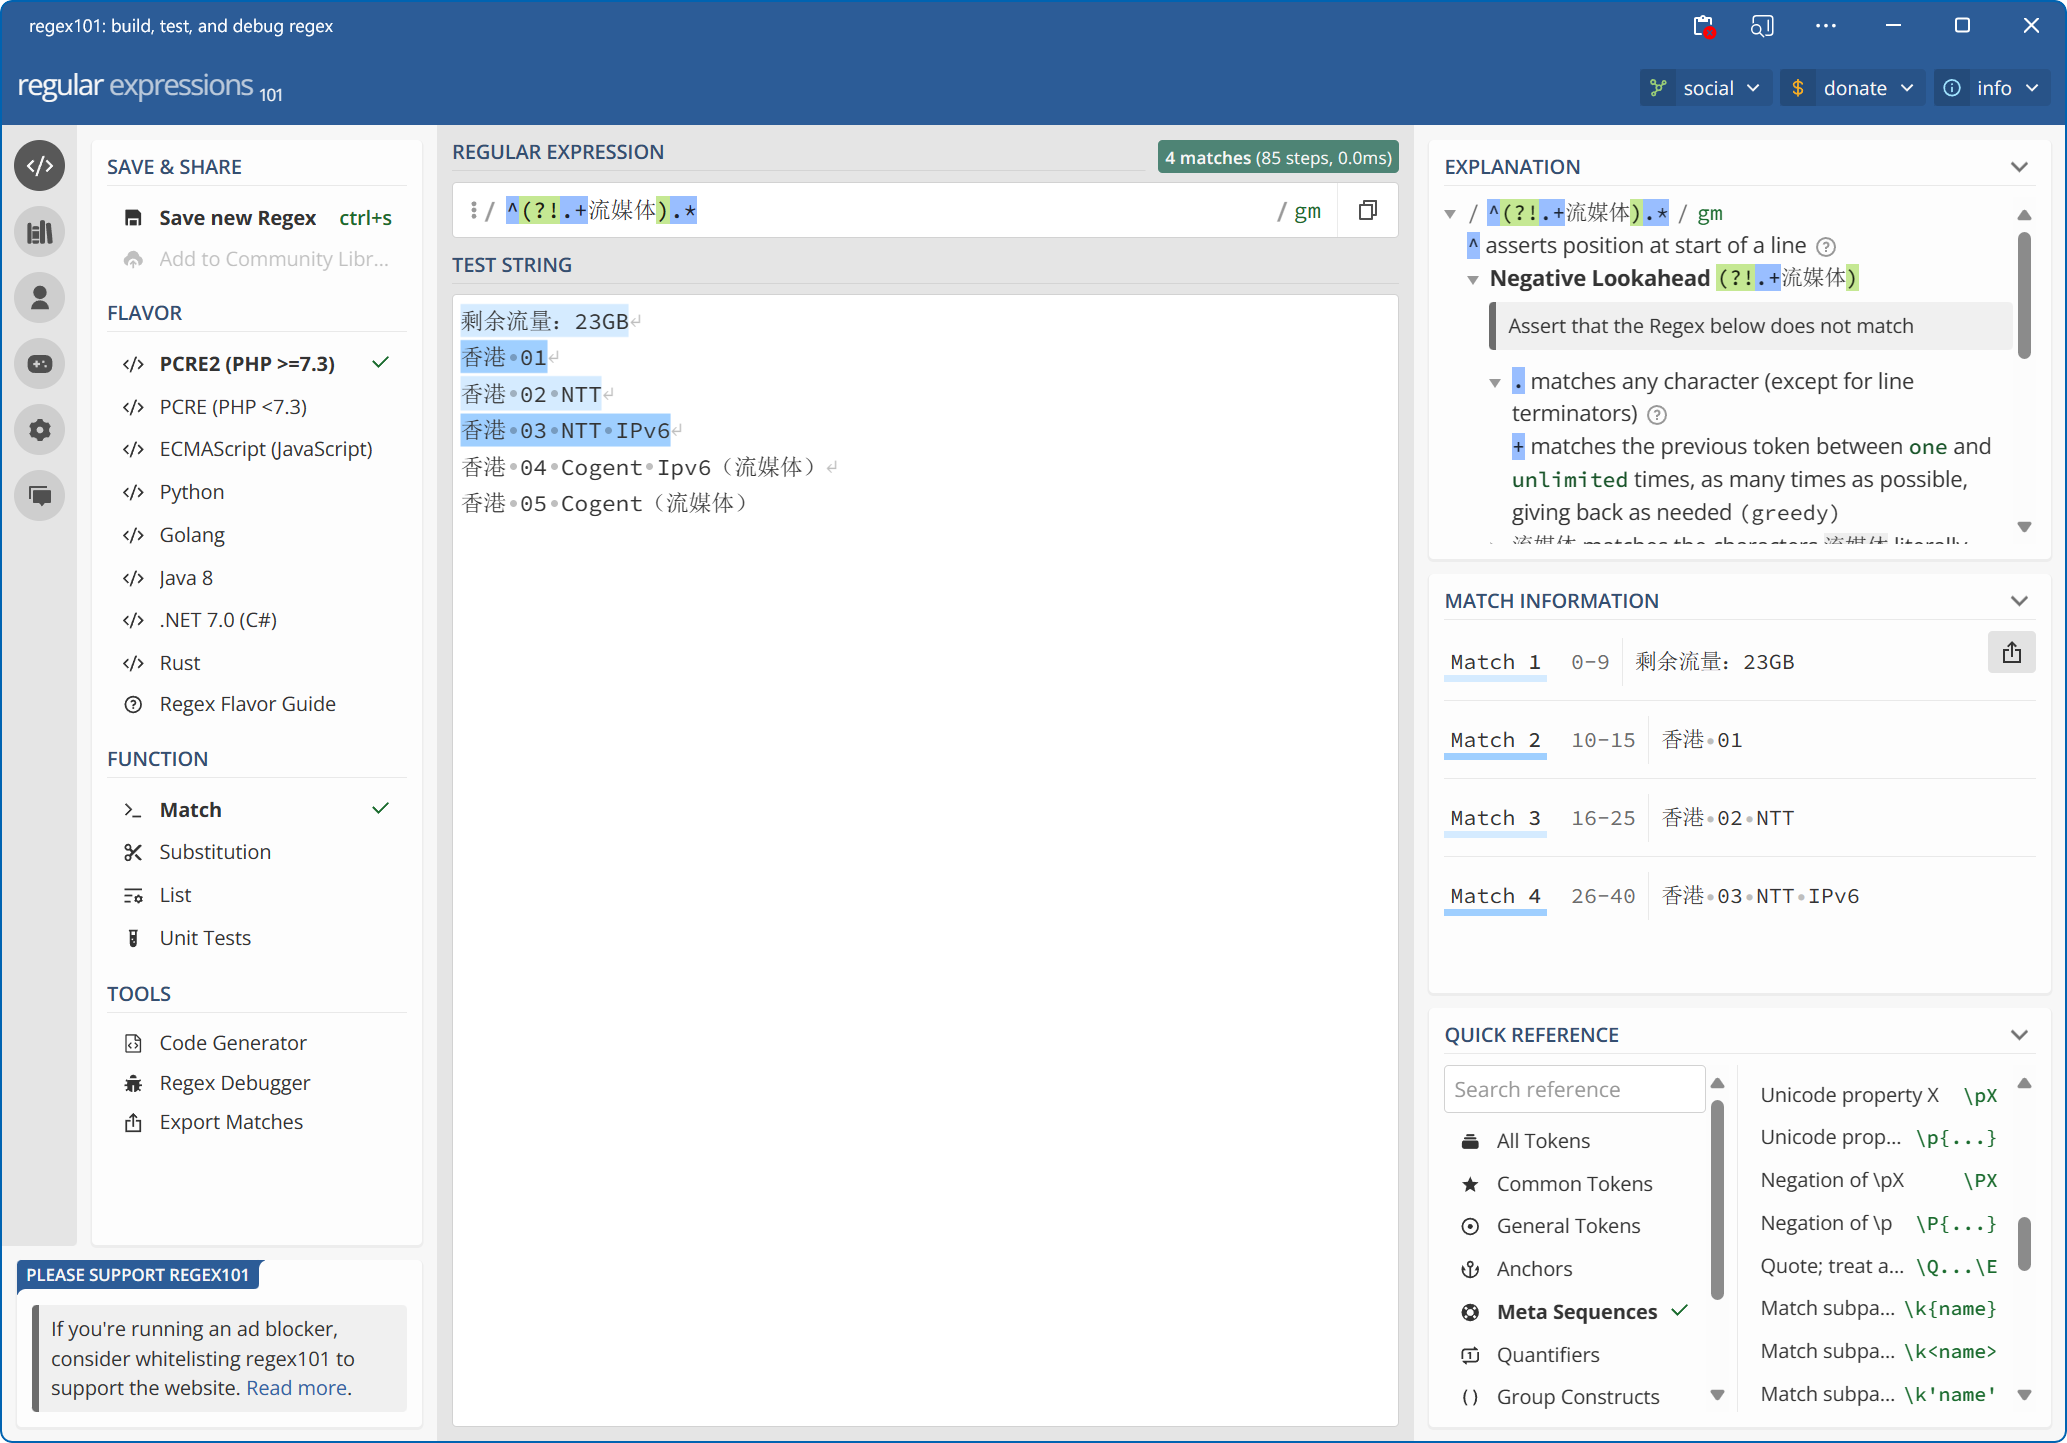 regex101: build, test, and debug regex
regular expressions 101
social
donate
info
SAVE & SHARE
Save new Regex ctrl+s
Add to Community Libr...
FLAVOR
PCRE2 (PHP >=7.3)
PCRE (PHP <7.3)
ECMAScript (JavaScript)
Python
Golang
Java 8
.NET 7.0 (C#)
Rust
Regex Flavor Guide
FUNCTION
Match
Substitution
List
Unit Tests
TOOLS
Code Generator
Regex Debugger
Export Matches
PLEASE SUPPORT REGEX101
If you're running an ad blocker,
consider whitelisting regex101 to
support the website. Read more.
REGULAR EXPRESSION
4 matches (85 steps, 0.0ms)
/ ^(?!.+流媒体).* / gm
TEST STRING
剩余流量：23GB
香港 01
香港 02 NTT
香港 03 NTT IPv6
香港 04 Cogent Ipv6（流媒体）
香港 05 Cogent（流媒体）
EXPLANATION
/ ^(?!.+流媒体).* / gm
^ asserts position at start of a line
Negative Lookahead (?!.+流媒体)
Assert that the Regex below does not match
. matches any character (except for line
terminators)
+ matches the previous token between one and
unlimited times, as many times as possible,
giving back as needed (greedy)
流媒体 matches the characters 流媒体 literally
MATCH INFORMATION
Match 1 0-9 剩余流量：23GB
Match 2 10-15 香港 01
Match 3 16-25 香港 02 NTT
Match 4 26-40 香港 03 NTT IPv6
QUICK REFERENCE
Search reference
All Tokens
Common Tokens
General Tokens
Anchors
Meta Sequences
Quantifiers
Group Constructs
Unicode property X \pX
Unicode prop... \p{...}
Negation of \pX \PX
Negation of \p \P{...}
Quote; treat a... \Q...\E
Match subpa... \k{name}
Match subpa... \k<name>
Match subpa... \k'name'